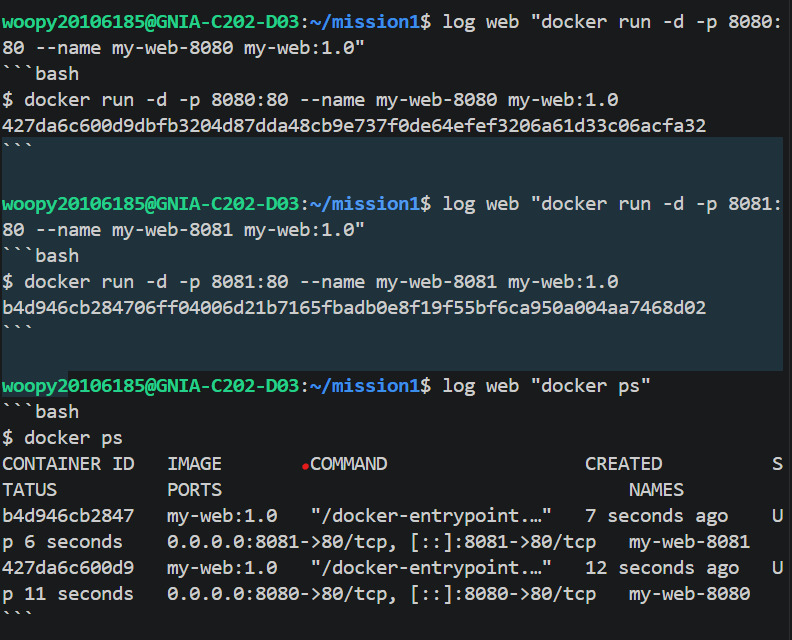 woopy20106185@GNIA-C202-D03:~/mission1$ log web "docker run -d -p 8080:
80 --name my-web-8080 my-web:1.0"
```bash
$ docker run -d -p 8080:80 --name my-web-8080 my-web:1.0
427da6c600d9dbfb3204d87dda48cb9e737f0de64efef3206a61d33c06acfa32
```
woopy20106185@GNIA-C202-D03:~/mission1$ log web "docker run -d -p 8081:
80 --name my-web-8081 my-web:1.0"
```bash
$ docker run -d -p 8081:80 --name my-web-8081 my-web:1.0
b4d946cb284706ff04006d21b7165fbadb0e8f19f55bf6ca950a004aa7468d02
```
woopy20106185@GNIA-C202-D03:~/mission1$ log web "docker ps"
```bash
$ docker ps
CONTAINER ID   IMAGE        COMMAND                  CREATED          S
TATUS          PORTS                                     NAMES
b4d946cb2847   my-web:1.0   "/docker-entrypoint.…"   7 seconds ago    U
p 6 seconds    0.0.0.0:8081->80/tcp, [::]:8081->80/tcp   my-web-8081
427da6c600d9   my-web:1.0   "/docker-entrypoint.…"   12 seconds ago   U
p 11 seconds   0.0.0.0:8080->80/tcp, [::]:8080->80/tcp   my-web-8080
```